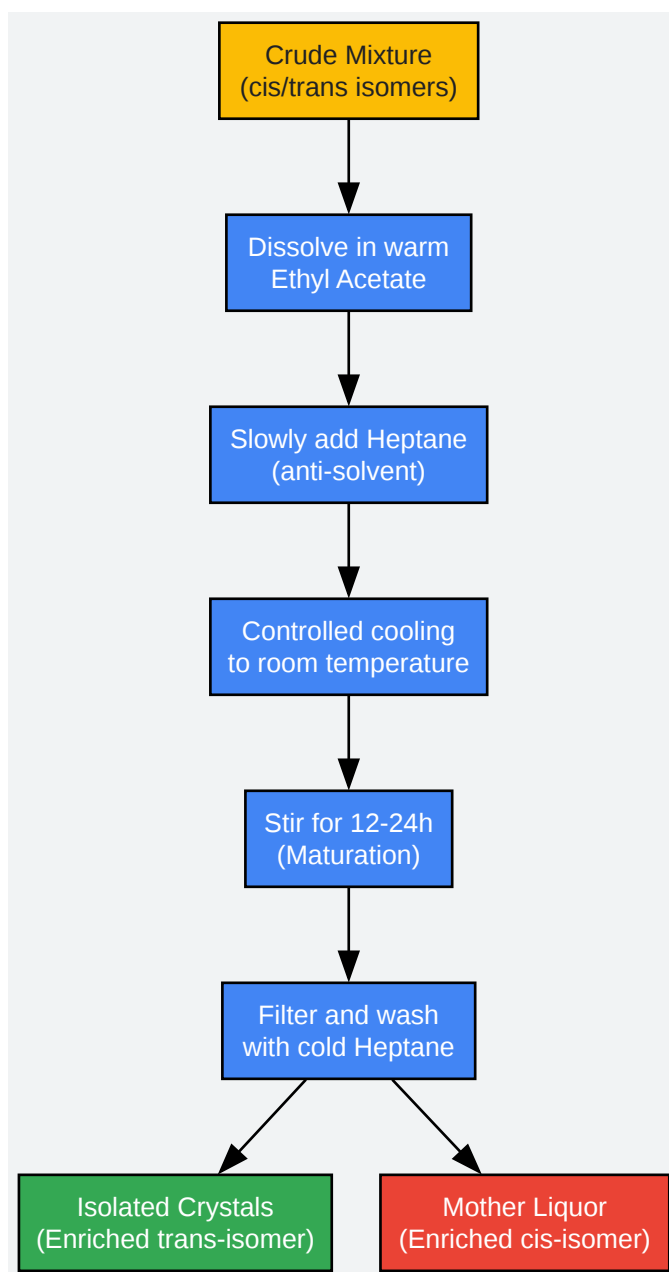 Crude Mixture
(cis/trans isomers)
Dissolve in warm
Ethyl Acetate
Slowly add Heptane
(anti-solvent)
Controlled cooling
to room temperature
Stir for 12-24h
(Maturation)
Filter and wash
with cold Heptane
Isolated Crystals
(Enriched trans-isomer)
Mother Liquor
(Enriched cis-isomer)